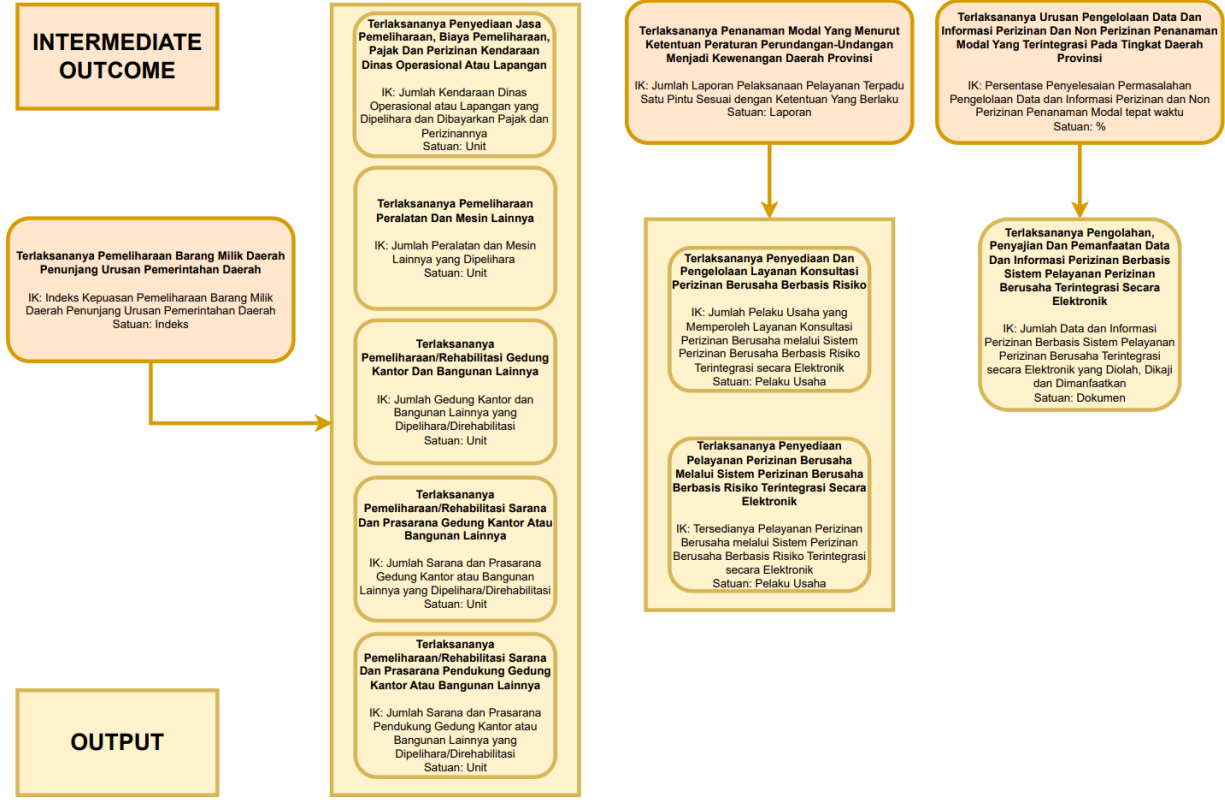 INTERMEDIATE
OUTCOME
Terlaksananya Pemeliharaan Barang Milik Daerah
Penunjang Urusan Pemerintahan Daerah
IK: Indeks Kepuasan Pemeliharaan Barang Milik
Daerah Penunjang Urusan Pemerintahan Daerah
Satuan: Indeks
OUTPUT
Terlaksananya Penyediaan Jasa
Pemeliharaan, Biaya Pemeliharaan,
Pajak Dan Perizinan Kendaraan
Dinas Operasional Atau Lapangan
IK: Jumlah Kendaraan Dinas
Operasional atau Lapangan yang
Dipelihara dan Dibayarkan Pajak dan
Perizinannya
Satuan: Unit
Terlaksananya Pemeliharaan
Peralatan Dan Mesin Lainnya
IK: Jumlah Peralatan dan Mesin
Lainnya yang Dipelihara
Satuan: Unit
Terlaksananya
Pemeliharaan/Rehabilitasi Gedung
Kantor Dan Bangunan Lainnya
IK: Jumlah Gedung Kantor dan
Bangunan Lainnya yang
Dipelihara/Direhabilitasi
Satuan: Unit
Terlaksananya
Pemeliharaan/Rehabilitasi Sarana
Dan Prasarana Gedung Kantor Atau
Bangunan Lainnya
IK: Jumlah Sarana dan Prasarana
Gedung Kantor atau Bangunan
Lainnya yang Dipelihara/Direhabilitasi
Satuan: Unit
Terlaksananya
Pemeliharaan/Rehabilitasi Sarana
Dan Prasarana Pendukung Gedung
Kantor Atau Bangunan Lainnya
IK: Jumlah Sarana dan Prasarana
Pendukung Gedung Kantor atau
Bangunan Lainnya yang
Dipelihara/Direhabilitasi
Satuan: Unit
Terlaksananya Penanaman Modal Yang Menurut
Ketentuan Peraturan Perundangan-Undangan
Menjadi Kewenangan Daerah Provinsi
IK: Jumlah Laporan Pelaksanaan Pelayanan Terpadu
Satu Pintu Sesuai dengan Ketentuan Yang Berlaku
Satuan: Laporan
Terlaksananya Penyediaan Dan
Pengelolaan Layanan Konsultasi
Perizinan Berusaha Berbasis Risiko
IK: Jumlah Pelaku Usaha yang
Memperoleh Layanan Konsultasi
Perizinan Berusaha melalui Sistem
Perizinan Berusaha Berbasis Risiko
Terintegrasi secara Elektronik
Satuan: Pelaku Usaha
Terlaksananya Penyediaan
Pelayanan Perizinan Berusaha
Melalui Sistem Perizinan Berusaha
Berbasis Risiko Terintegrasi Secara
Elektronik
IK: Tersedianya Pelayanan Perizinan
Berusaha melalui Sistem Perizinan
Berusaha Berbasis Risiko Terintegrasi
secara Elektronik
Satuan: Pelaku Usaha
Terlaksananya Urusan Pengelolaan Data Dan
Informasi Perizinan Dan Non Perizinan Penanaman
Modal Yang Terintegrasi Pada Tingkat Daerah
Provinsi
IK: Persentase Penyelesaian Permasalahan
Pengelolaan Data dan Informasi Perizinan dan Non
Perizinan Penanaman Modal tepat waktu
Satuan: %
Terlaksananya Pengolahan,
Penyajian Dan Pemanfaatan Data
Dan Informasi Perizinan Berbasis
Sistem Pelayanan Perizinan
Berusaha Terintegrasi Secara
Elektronik
IK: Jumlah Data dan Informasi
Perizinan Berbasis Sistem Pelayanan
Perizinan Berusaha Terintegrasi
secara Elektronik yang Diolah, Dikaji
dan Dimanfaatkan
Satuan: Dokumen